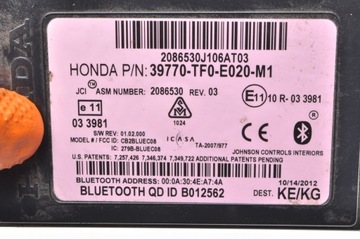 2086530J106AT03
HONDA P/N: 39770-TF0-E020-M1
JCI™ ASM NUMBER: 2086530 REV. 03
e 11
03 3981
1024
ICASA
TA-2007/977
E11 10 R- 03 3981
S/W REV: 01.02.000
MODEL # / FCC ID: CB2BLUEC08
IC: 279B-BLUEC08
JOHNSON CONTROLS INTERIORS
U.S. PATENTS: 7,257,426 7,346,374 7,349,722 ADDITIONAL PATENTS PENDING
BLUETOOTH ADDRESS: 00:0A:30:4E:A7:4A
BLUETOOTH QD ID B012562
10/14/2012
DEST. KE/KG
HONDA